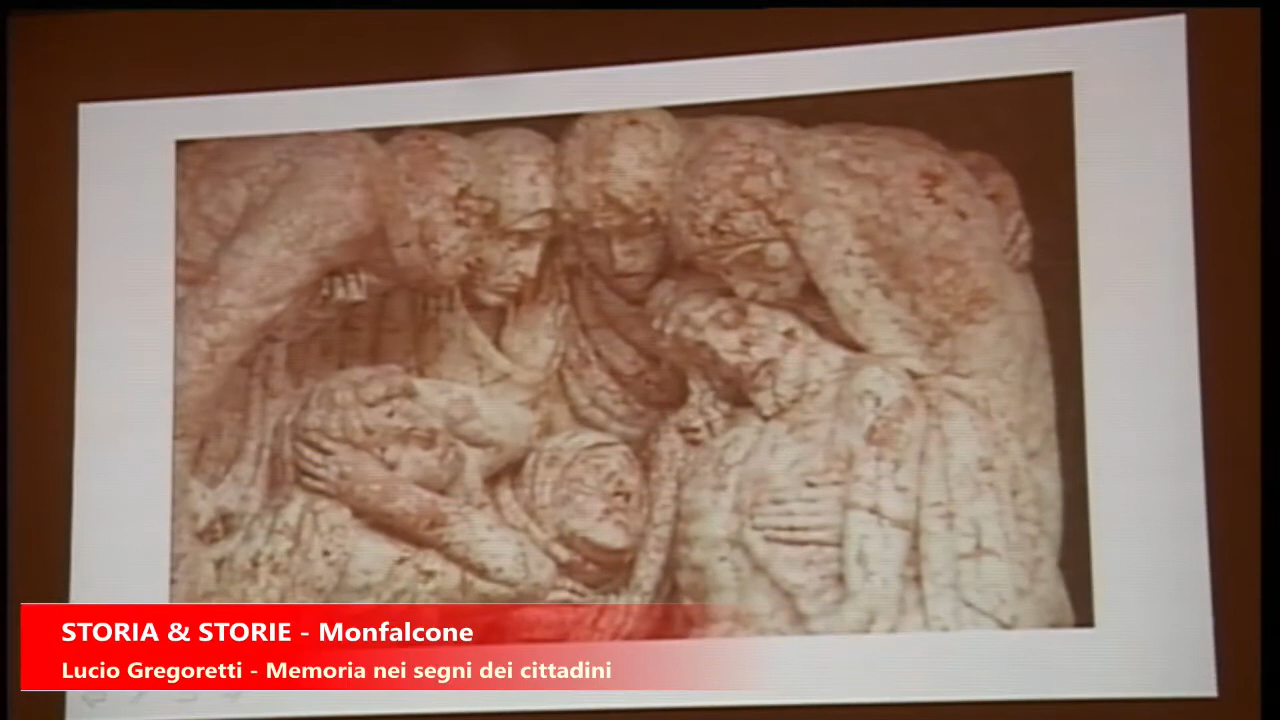 STORIA & STORIE - Monfalcone
Lucio Gregoretti - Memoria nei segni dei cittadini